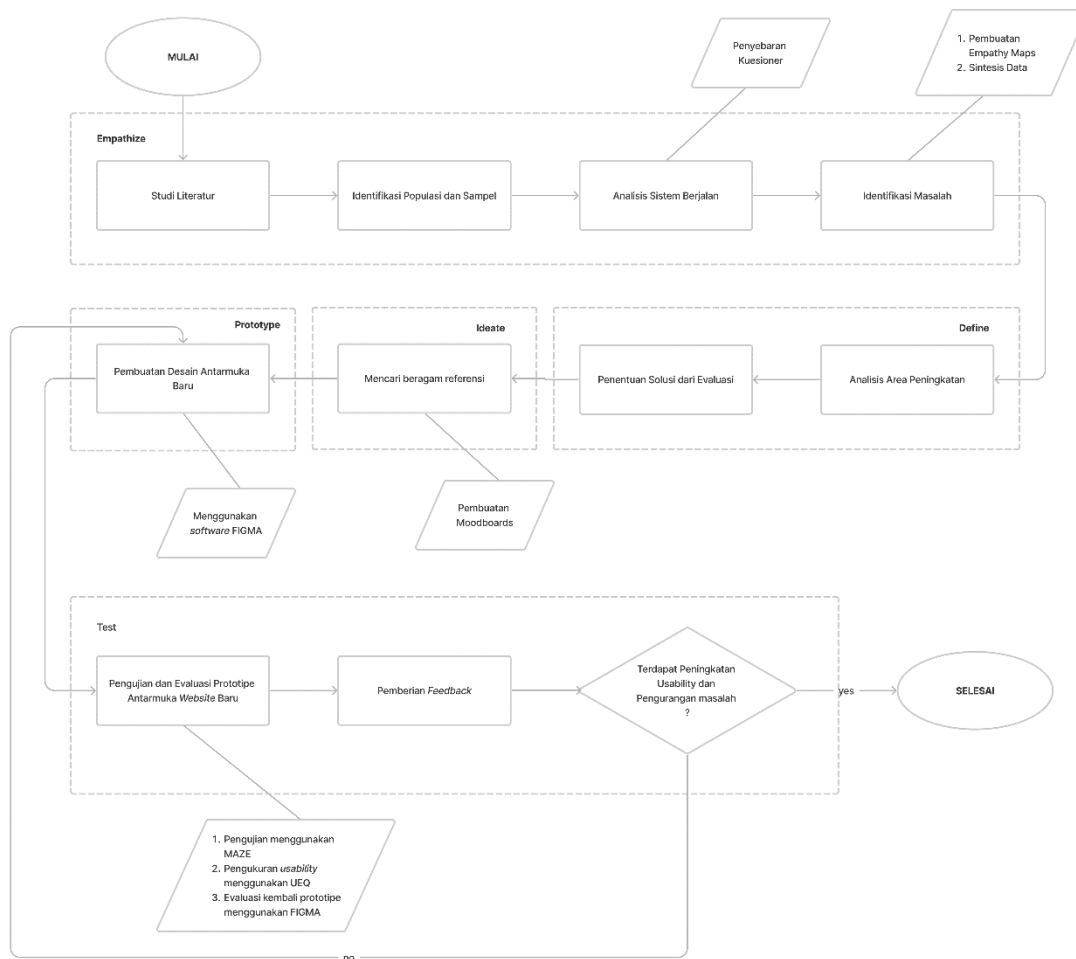 MULAI
Penyebaran
Kuesioner
1. Pembuatan
Empathy Maps
2. Sintesis Data
Empathize
Studi Literatur
Identifikasi Populasi dan Sampel
Analisis Sistem Berjalan
Identifikasi Masalah
Prototype
Ideate
Define
Pembuatan Desain Antarmuka
Baru
Mencari beragam referensi
Penentuan Solusi dari Evaluasi
Analisis Area Peningkatan
Menggunakan
software FIGMA
Pembuatan
Moodboards
Test
Pengujian dan Evaluasi Prototipe
Antarmuka Website Baru
Pemberian Feedback
Terdapat Peningkatan
Usability dan
Pengurangan masalah
?
yes
SELESAI
1. Pengujian menggunakan
MAZE
2. Pengukuran usability
menggunakan UEQ
3. Evaluasi kembali prototipe
menggunakan FIGMA
no